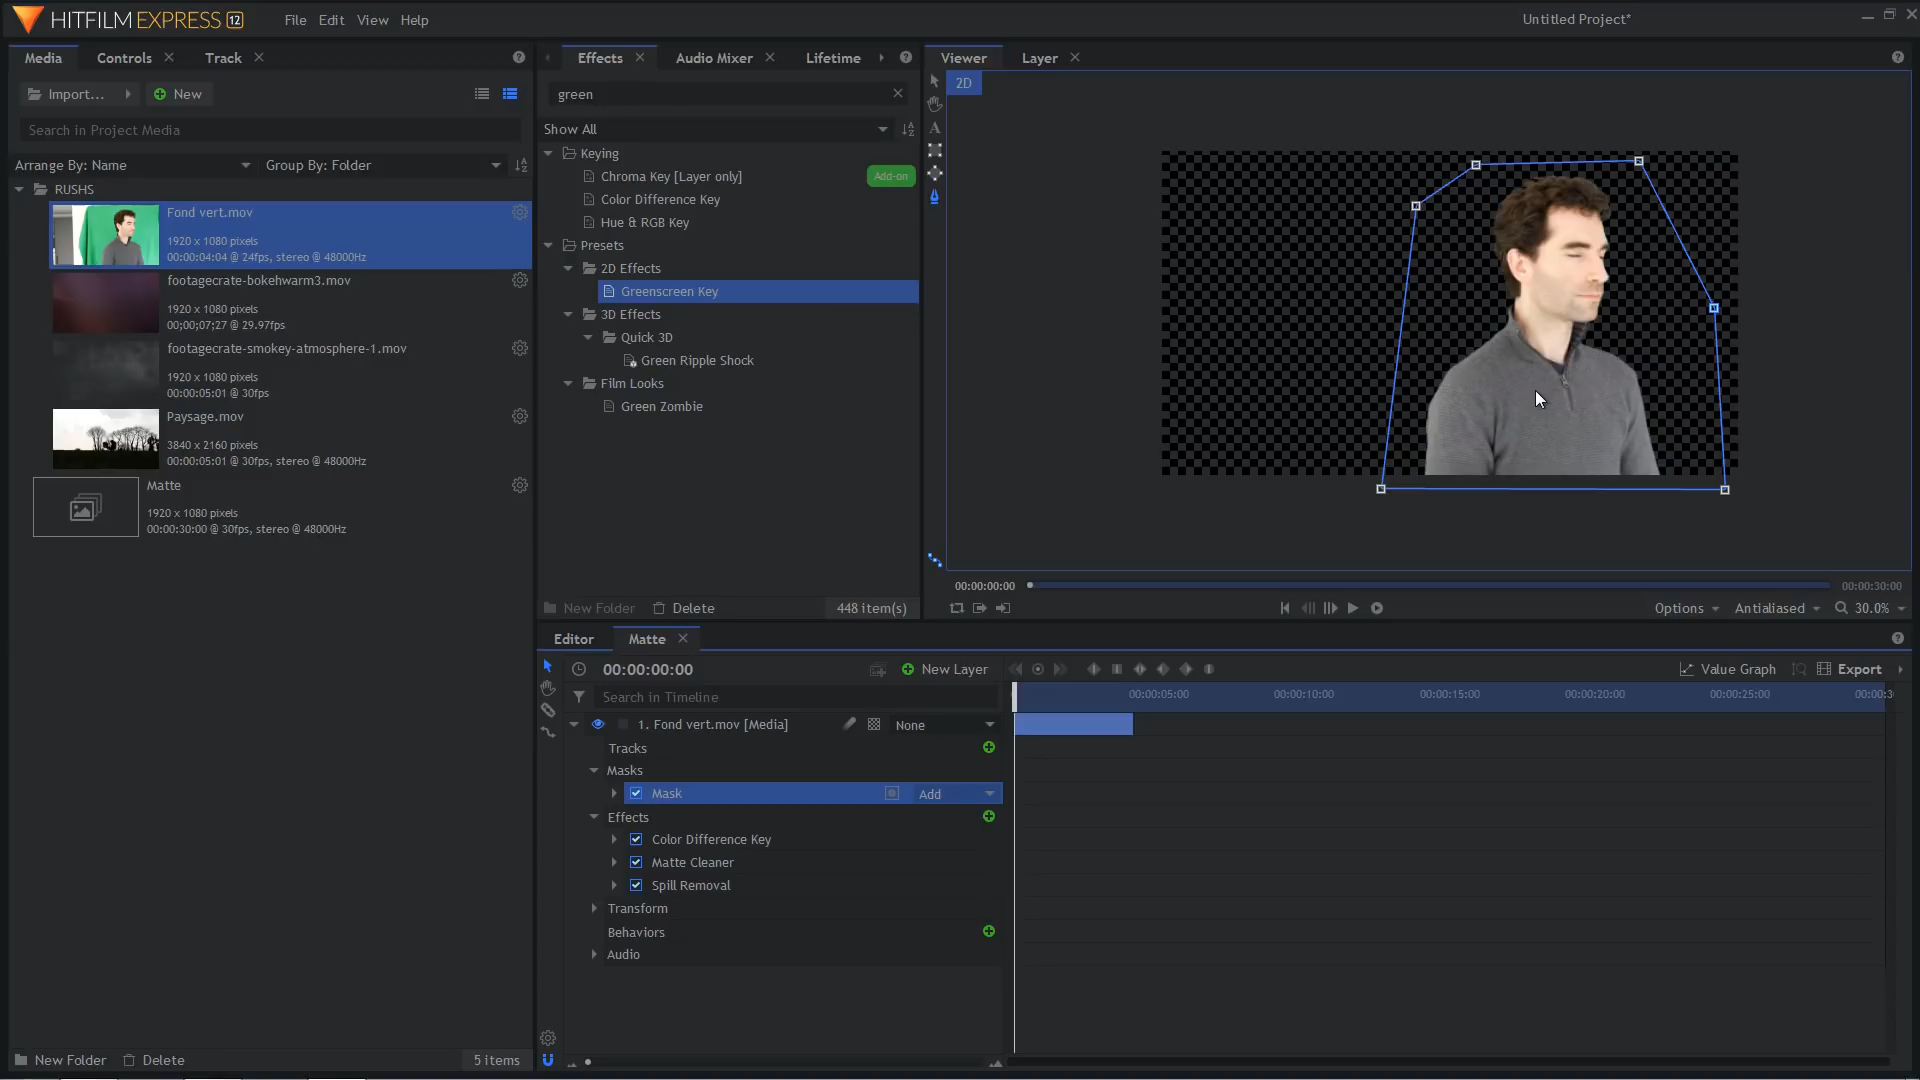 HITFILM EXPRESS 12
File Edit View Help
Untitled Project*
Media Controls Track
Import... New
Search in Project Media
Arrange By: Name Group By: Folder
RUSHS
Fond vert.mov
1920 x 1080 pixels
00:00:04:04 @ 24fps, stereo @ 48000Hz
footagecrate-bokehwarm3.mov
1920 x 1080 pixels
00;00;07;27 @ 29.97fps
footagecrate-smokey-atmosphere-1.mov
1920 x 1080 pixels
00:00:05:01 @ 30fps
Paysage.mov
3840 x 2160 pixels
00:00:05:01 @ 30fps, stereo @ 48000Hz
Matte
1920 x 1080 pixels
00:00:30:00 @ 30fps, stereo @ 48000Hz
New Folder Delete 5 items
Effects Audio Mixer Lifetime
green
Show All
Keying
Chroma Key [Layer only] Add-on
Color Difference Key
Hue & RGB Key
Presets
2D Effects
Greenscreen Key
3D Effects
Quick 3D
Green Ripple Shock
Film Looks
Green Zombie
New Folder Delete 448 item(s)
Viewer Layer
2D
A
00:00:00:00 00:00:30:00
Options Antialiased 30.0%
Editor Matte
00:00:00:00 New Layer Value Graph Export
Search in Timeline
00:00:05:00 00:00:10:00 00:00:15:00 00:00:20:00 00:00:25:00 00:00:3
1. Fond vert.mov [Media] None
Tracks
Masks
Mask Add
Effects
Color Difference Key
Matte Cleaner
Spill Removal
Transform
Behaviors
Audio